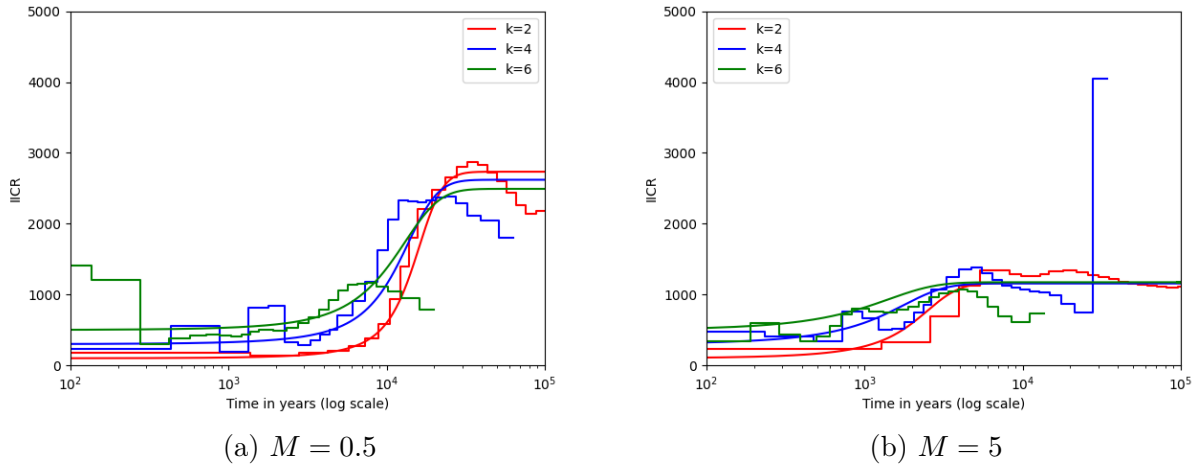 5000
4000
3000
2000
1000
0
IICR
k=2
k=4
k=6
10^2
10^3
10^4
10^5
Time in years (log scale)
(a) M = 0.5
5000
4000
3000
2000
1000
0
IICR
k=2
k=4
k=6
10^2
10^3
10^4
10^5
Time in years (log scale)
(b) M = 5